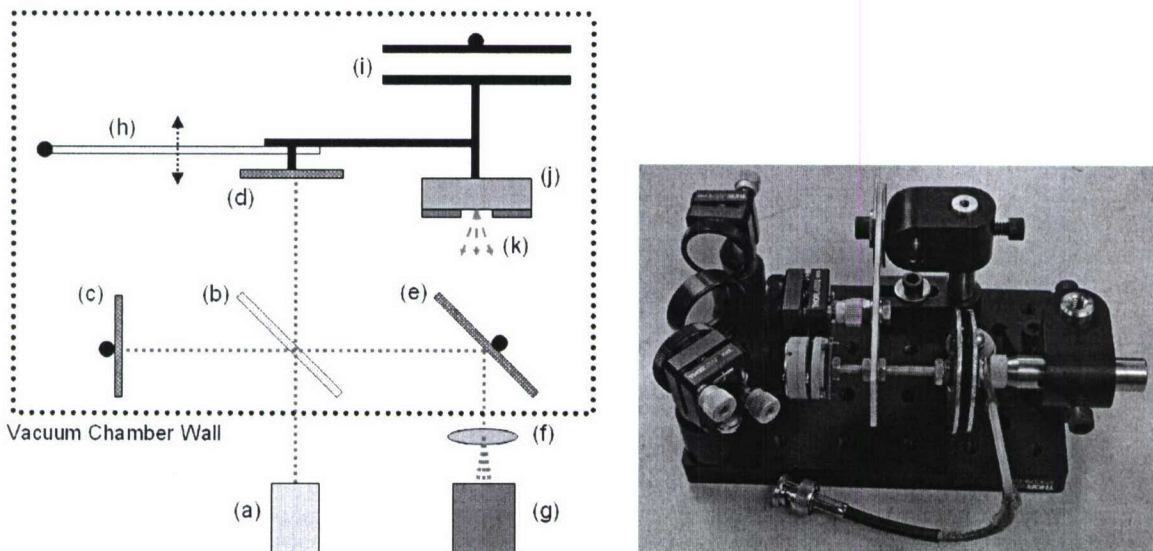 (i)
(h)
(j)
(d)
(k)
(c)
(b)
(e)
Vacuum Chamber Wall
(f)
(a)
(g)